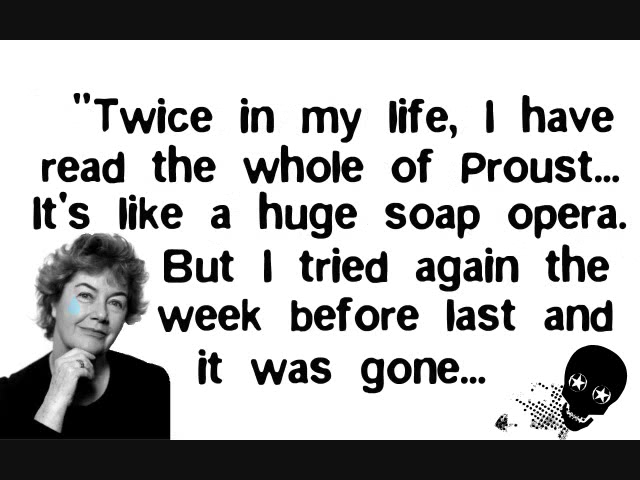 "Twice in my life, I have
read the whole of Proust...
It's like a huge soap opera.
But I tried again the
week before last and
it was gone...